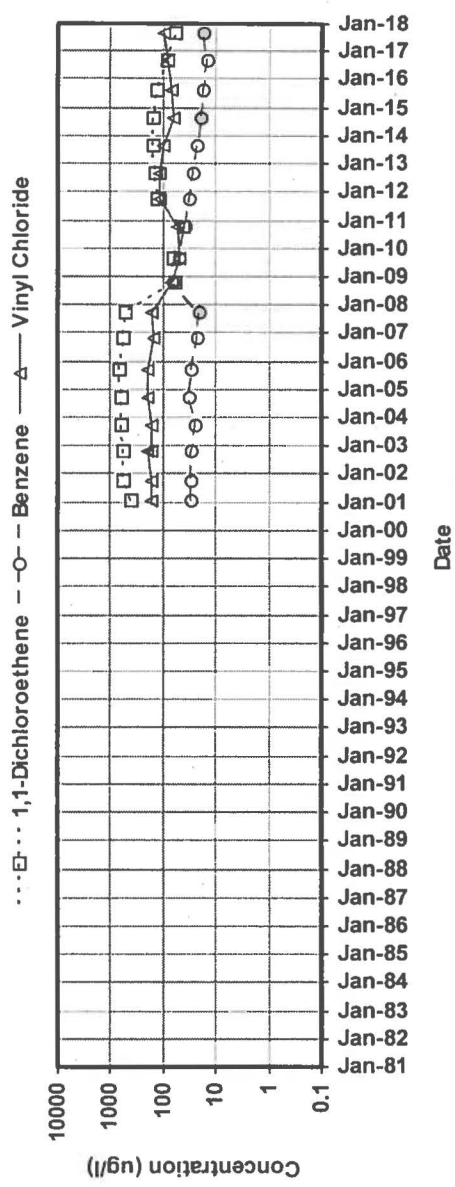 ···□··· 1,1-Dichloroethene – –○– – Benzene ——△—— Vinyl Chloride
10000
1000
100
10
1
0.1
Concentration (ug/l)
Jan-81
Jan-82
Jan-83
Jan-84
Jan-85
Jan-86
Jan-87
Jan-88
Jan-89
Jan-90
Jan-91
Jan-92
Jan-93
Jan-94
Jan-95
Jan-96
Jan-97
Jan-98
Jan-99
Jan-00
Jan-01
Jan-02
Jan-03
Jan-04
Jan-05
Jan-06
Jan-07
Jan-08
Jan-09
Jan-10
Jan-11
Jan-12
Jan-13
Jan-14
Jan-15
Jan-16
Jan-17
Jan-18
Date